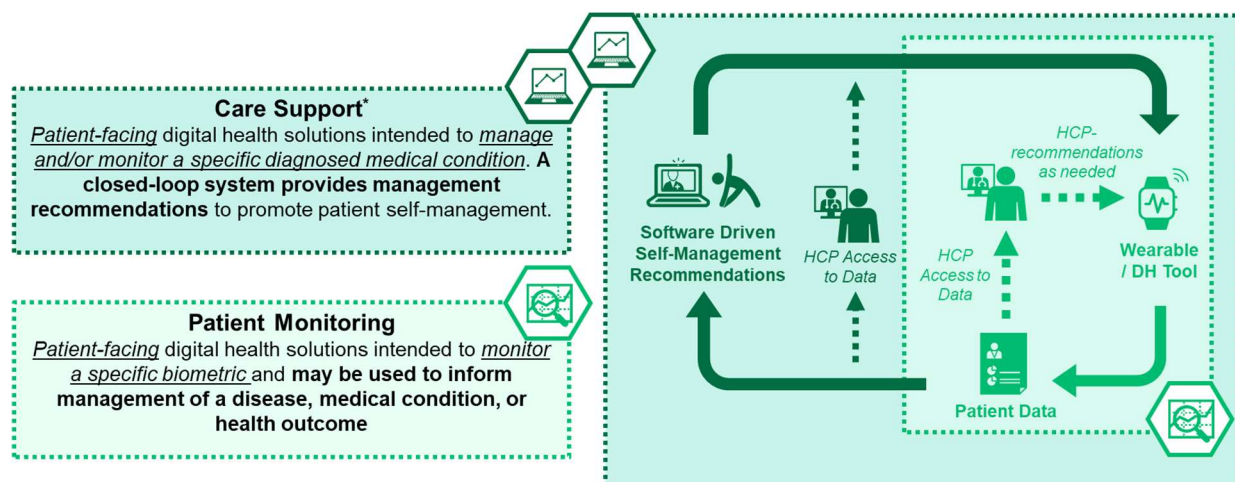 Care Support*
Patient-facing digital health solutions intended to manage
and/or monitor a specific diagnosed medical condition. A
closed-loop system provides management
recommendations to promote patient self-management.
Patient Monitoring
Patient-facing digital health solutions intended to monitor
a specific biometric and may be used to inform
management of a disease, medical condition, or
health outcome
Software Driven
Self-Management
Recommendations
HCP Access
to Data
HCP-
recommendations
as needed
HCP
Access to
Data
Wearable
/ DH Tool
Patient Data